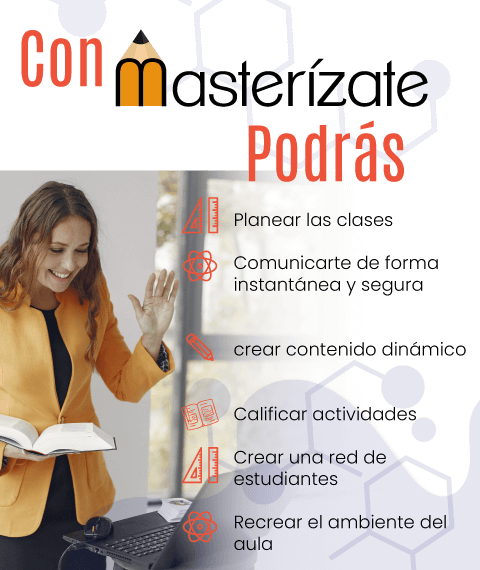 Con masterízate
Podrás
Planear las clases
Comunicarte de forma
instantánea y segura
crear contenido dinámico
Calificar actividades
Crear una red de
estudiantes
Recrear el ambiente del
aula